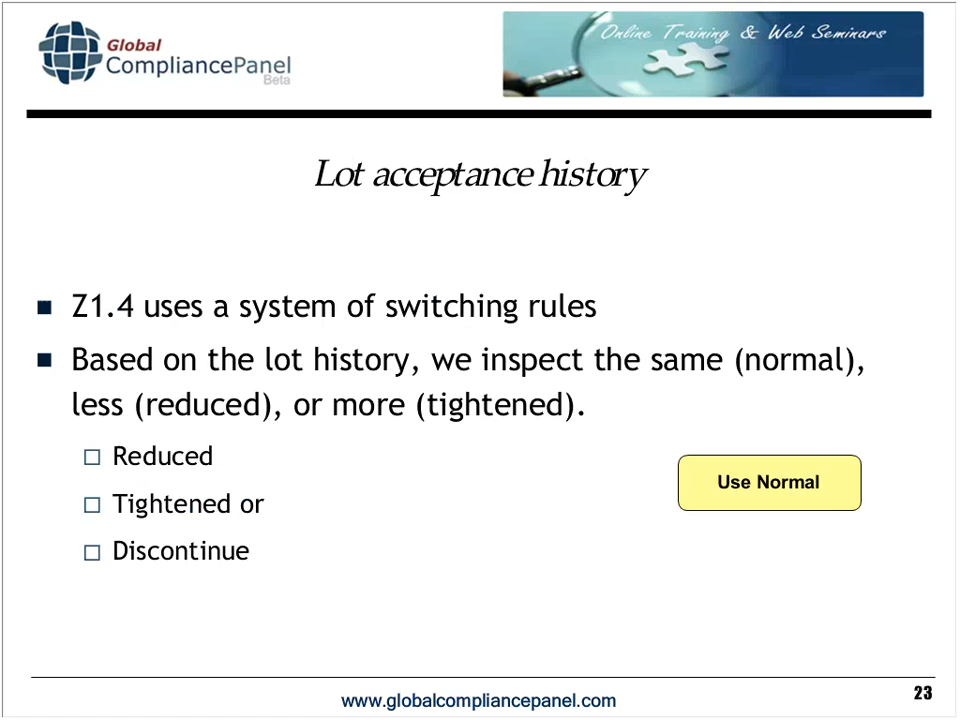 Global
CompliancePanel
Beta
Online Training & Web Seminars
Lot acceptance history
Z1.4 uses a system of switching rules
Based on the lot history, we inspect the same (normal),
less (reduced), or more (tightened).
Reduced
Tightened or
Discontinue
Use Normal
www.globalcompliancepanel.com
23